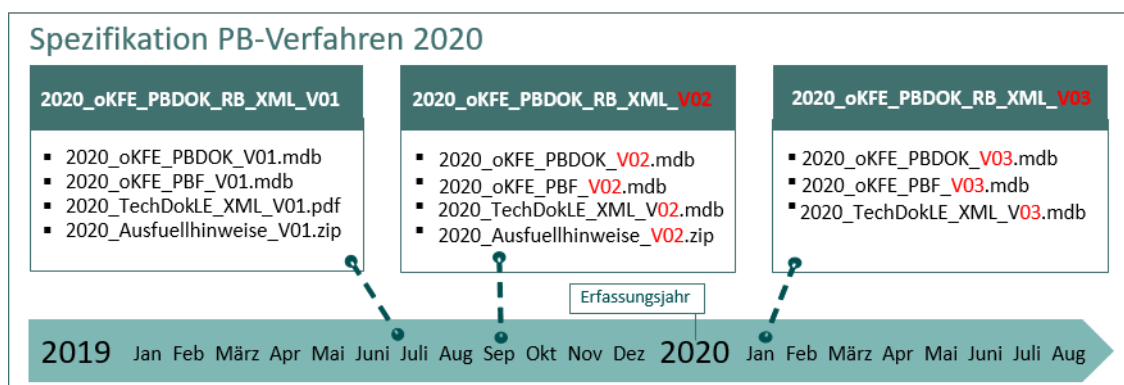 Spezifikation PB-Verfahren 2020
2020_oKFE_PBDOK_RB_XML_V01
▪ 2020_oKFE_PBDOK_V01.mdb
▪ 2020_oKFE_PBF_V01.mdb
▪ 2020_TechDokLE_XML_V01.pdf
▪ 2020_Ausfuellhinweise_V01.zip
2020_oKFE_PBDOK_RB_XML_V02
▪ 2020_oKFE_PBDOK_V02.mdb
▪ 2020_oKFE_PBF_V02.mdb
▪ 2020_TechDokLE_XML_V02.mdb
▪ 2020_Ausfuellhinweise_V02.zip
2020_oKFE_PBDOK_RB_XML_V03
▪ 2020_oKFE_PBDOK_V03.mdb
▪ 2020_oKFE_PBF_V03.mdb
▪ 2020_TechDokLE_XML_V03.mdb
Erfassungsjahr
2019 Jan Feb März Apr Mai Juni Juli Aug Sep Okt Nov Dez 2020 Jan Feb März Apr Mai Juni Juli Aug